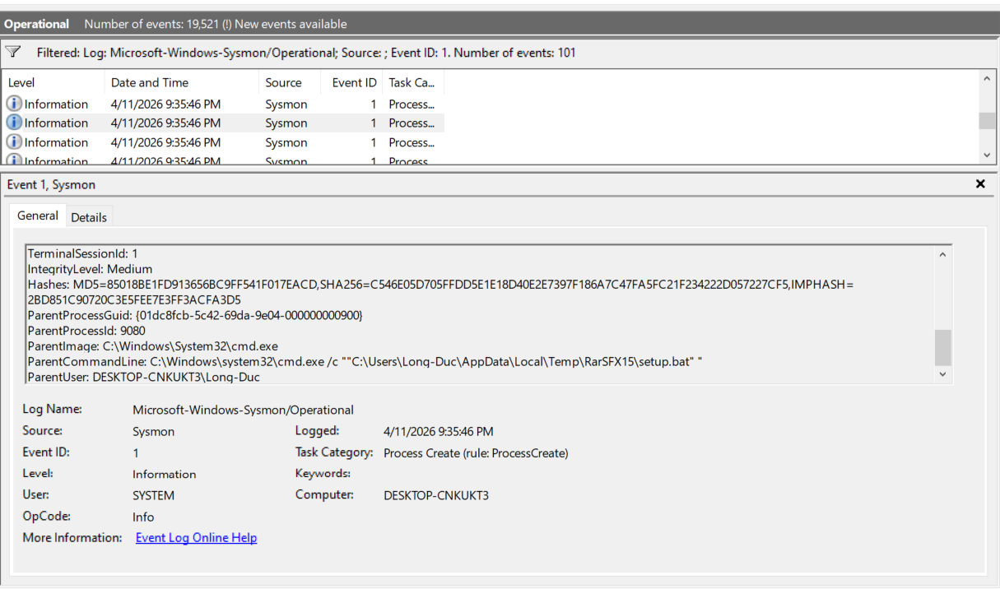 Operational Number of events: 19,521 (!) New events available
Filtered: Log: Microsoft-Windows-Sysmon/Operational; Source: ; Event ID: 1. Number of events: 101
Level Date and Time Source Event ID Task Ca...
Information 4/11/2026 9:35:46 PM Sysmon 1 Process...
Information 4/11/2026 9:35:46 PM Sysmon 1 Process...
Information 4/11/2026 9:35:46 PM Sysmon 1 Process...
Information 4/11/2026 9:35:46 PM Sysmon 1 Process
Event 1, Sysmon
General Details
TerminalSessionId: 1
IntegrityLevel: Medium
Hashes: MD5=85018BE1FD913656BC9FF541F017EACD,SHA256=C546E05D705FFDD5E1E18D40E2E7397F186A7C47FA5FC21F234222D057227CF5,IMPHASH=
2BD851C90720C3E5FEE7E3FF3ACFA3D5
ParentProcessGuid: {01dc8fcb-5c42-69da-9e04-000000000900}
ParentProcessId: 9080
ParentImage: C:\Windows\System32\cmd.exe
ParentCommandLine: C:\Windows\system32\cmd.exe /c ""C:\Users\Long-Duc\AppData\Local\Temp\RarSFX15\setup.bat" "
ParentUser: DESKTOP-CNKUKT3\Long-Duc
Log Name: Microsoft-Windows-Sysmon/Operational
Source: Sysmon Logged: 4/11/2026 9:35:46 PM
Event ID: 1 Task Category: Process Create (rule: ProcessCreate)
Level: Information Keywords:
User: SYSTEM Computer: DESKTOP-CNKUKT3
OpCode: Info
More Information: Event Log Online Help